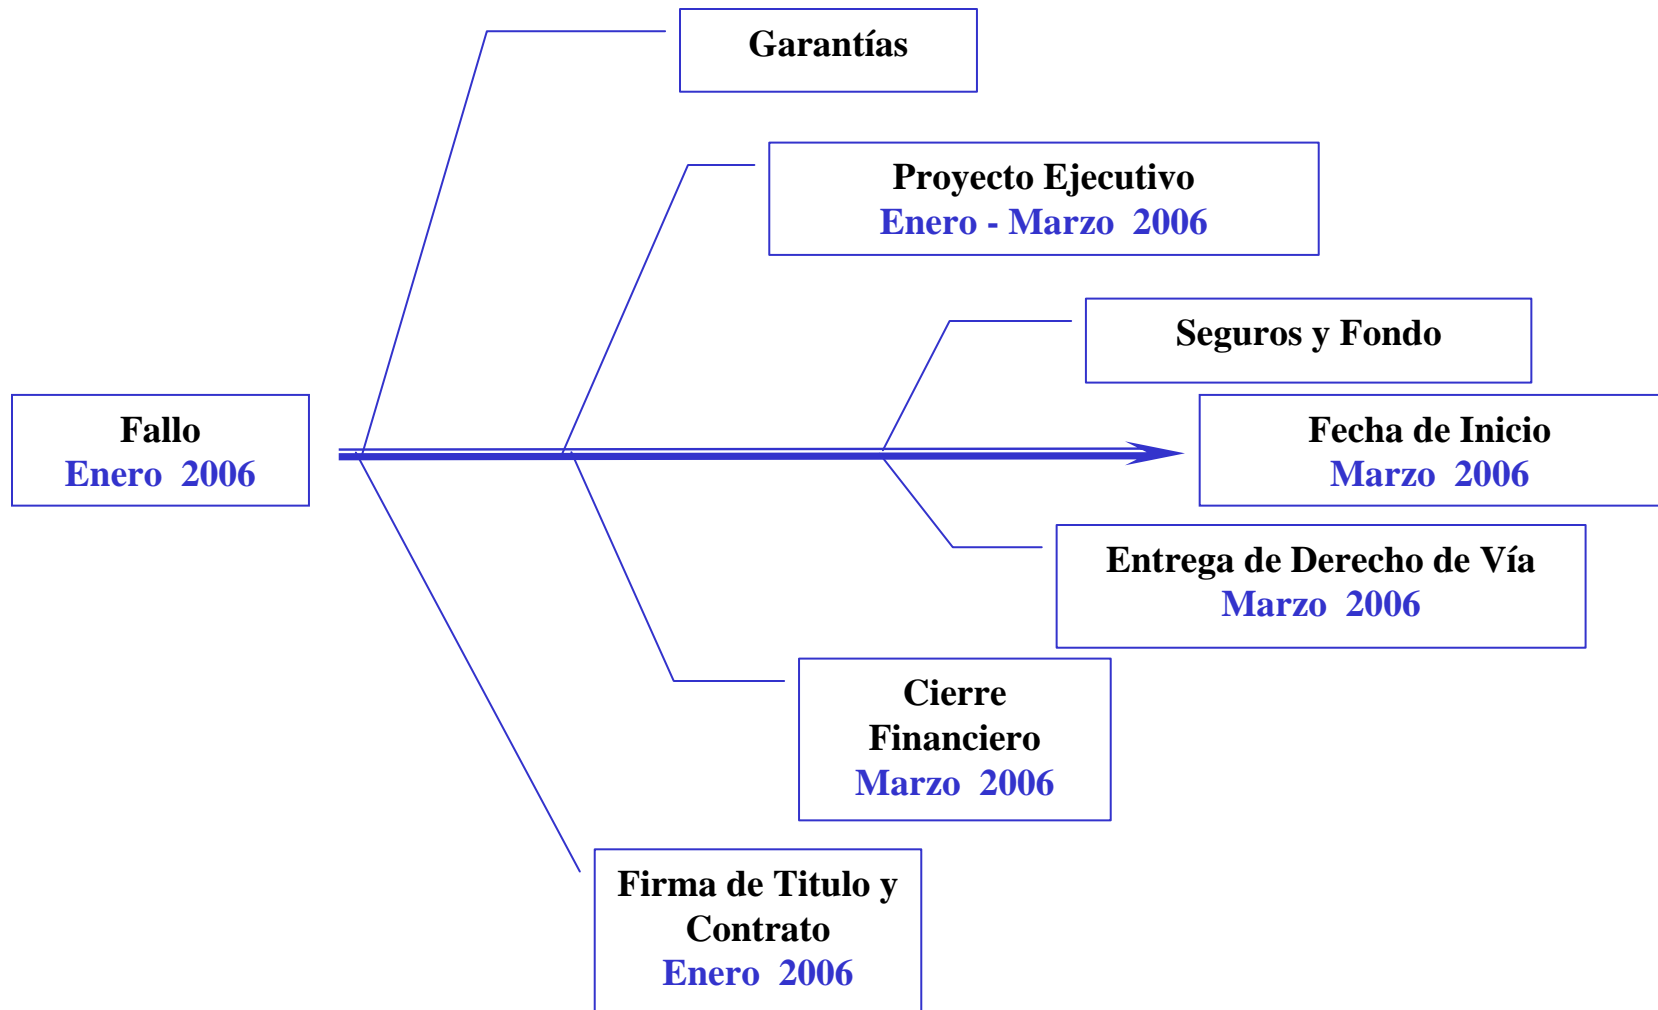 Garantías
Proyecto Ejecutivo
Enero - Marzo 2006
Seguros y Fondo
Fallo
Enero 2006
Fecha de Inicio
Marzo 2006
Entrega de Derecho de Vía
Marzo 2006
Cierre
Financiero
Marzo 2006
Firma de Titulo y
Contrato
Enero 2006